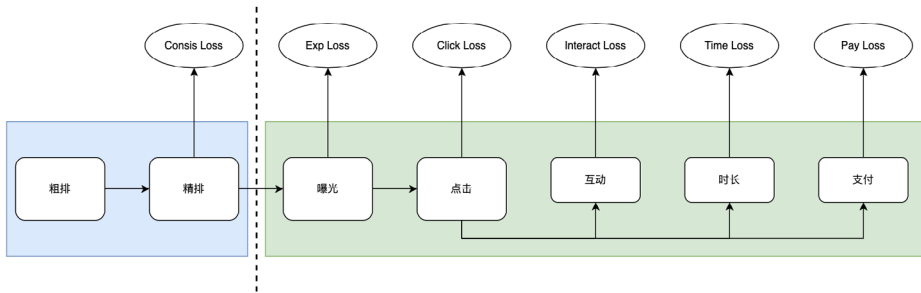 Consis Loss
Exp Loss
Click Loss
Interact Loss
Time Loss
Pay Loss
粗排
精排
曝光
点击
互动
时长
支付